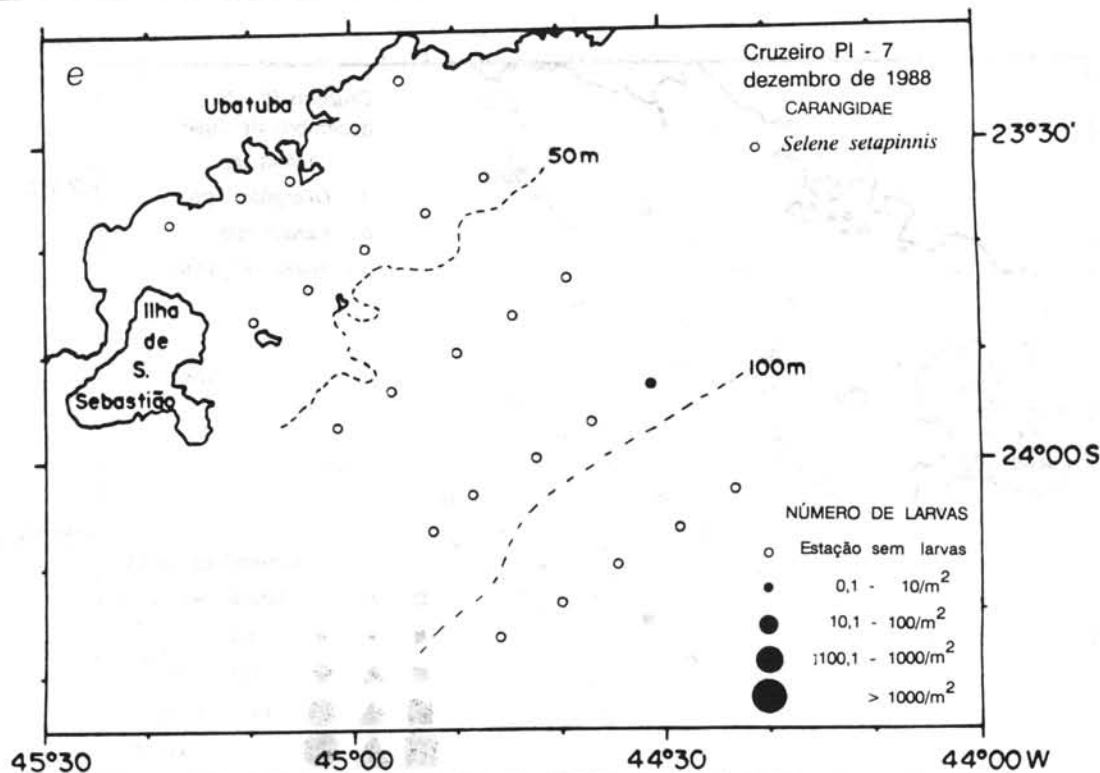 e
Cruzeiro PI - 7
dezembro de 1988
CARANGIDAE
Selene setapinnis
Ubatuba
23°30'
50m
Ilha
de
S.
Sebastião
100m
24°00S
NÚMERO DE LARVAS
Estação sem larvas
0,1 - 10/m²
10,1 - 100/m²
100,1 - 1000/m²
> 1000/m²
45°30
45°00
44°30
44°00 W